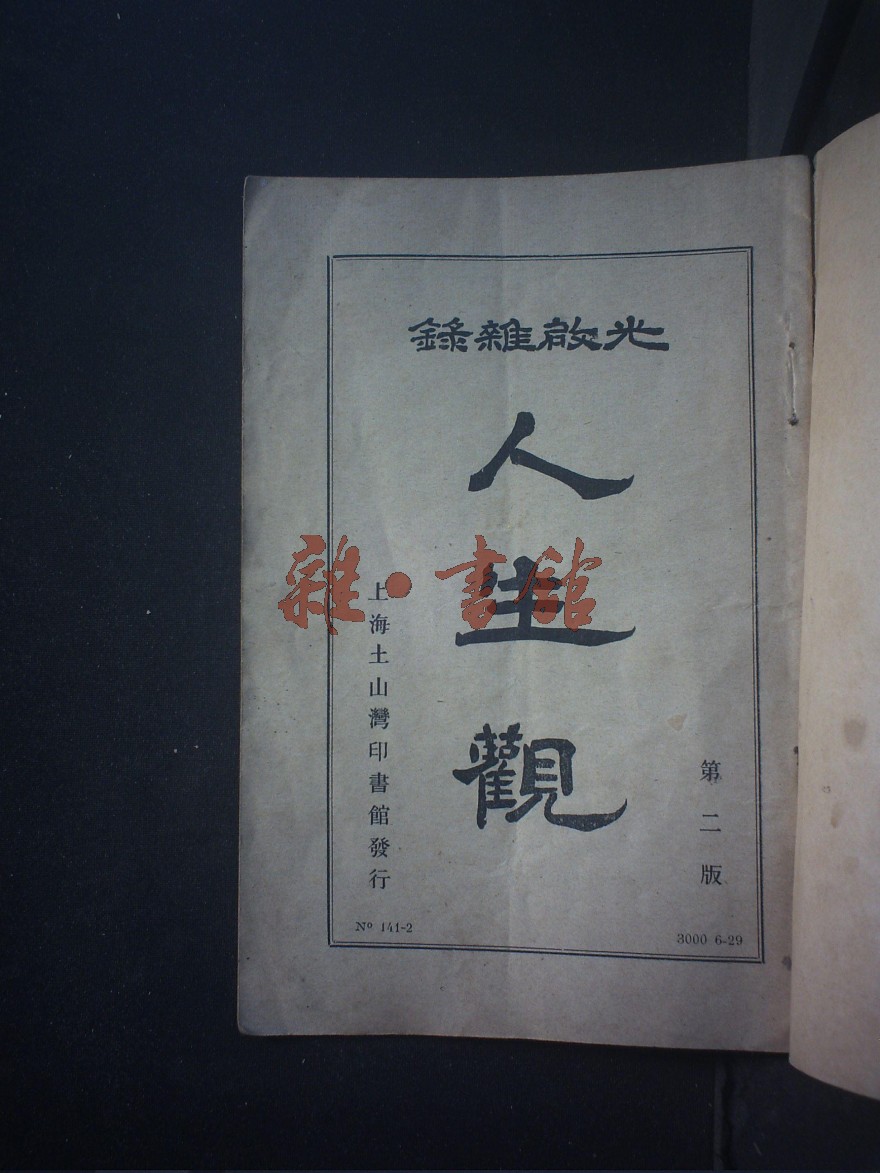 光啟雜錄
人生觀
第二版
上海土山灣印書館發行
Nº 141-2
3000 6-29
雜·書館